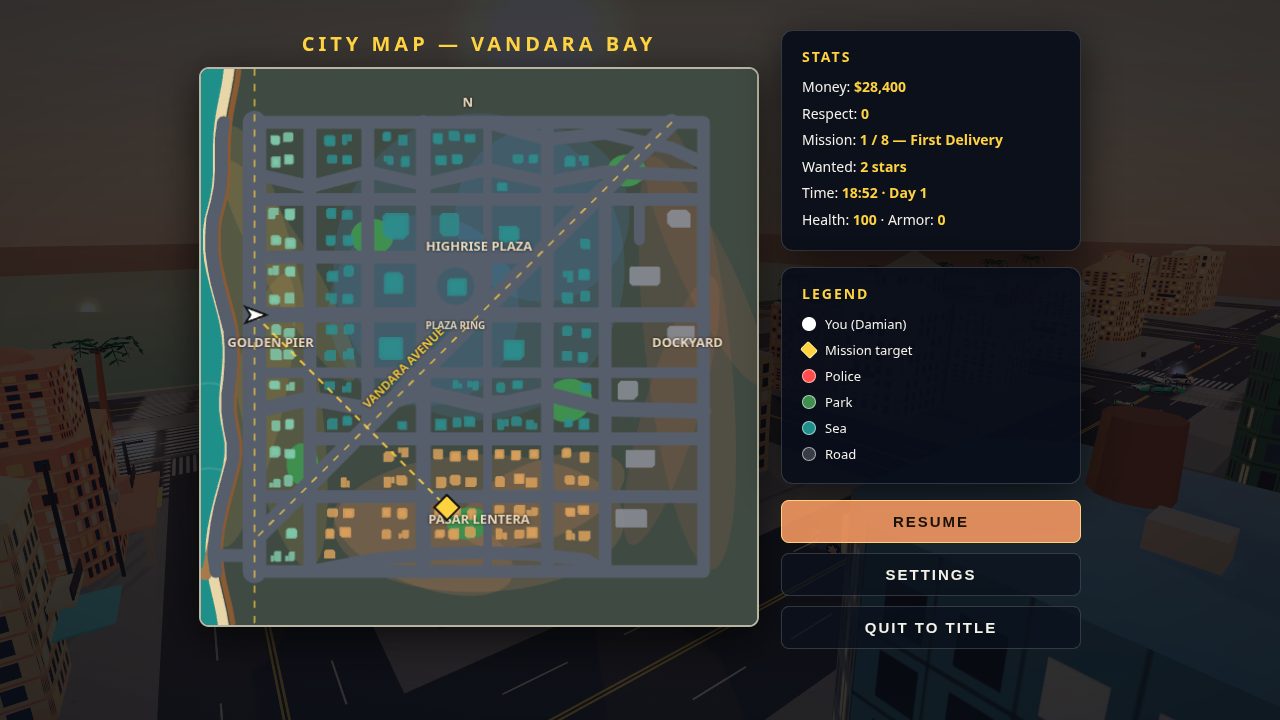 CITY MAP — VANDARA BAY
N
HIGHRISE PLAZA
PLAZA RING
GOLDEN PIER
DOCKYARD
VANDARA AVENUE
PASAR LENTERA
STATS
Money: $28,400
Respect: 0
Mission: 1 / 8 — First Delivery
Wanted: 2 stars
Time: 18:52 · Day 1
Health: 100 · Armor: 0
LEGEND
You (Damian)
Mission target
Police
Park
Sea
Road
RESUME
SETTINGS
QUIT TO TITLE